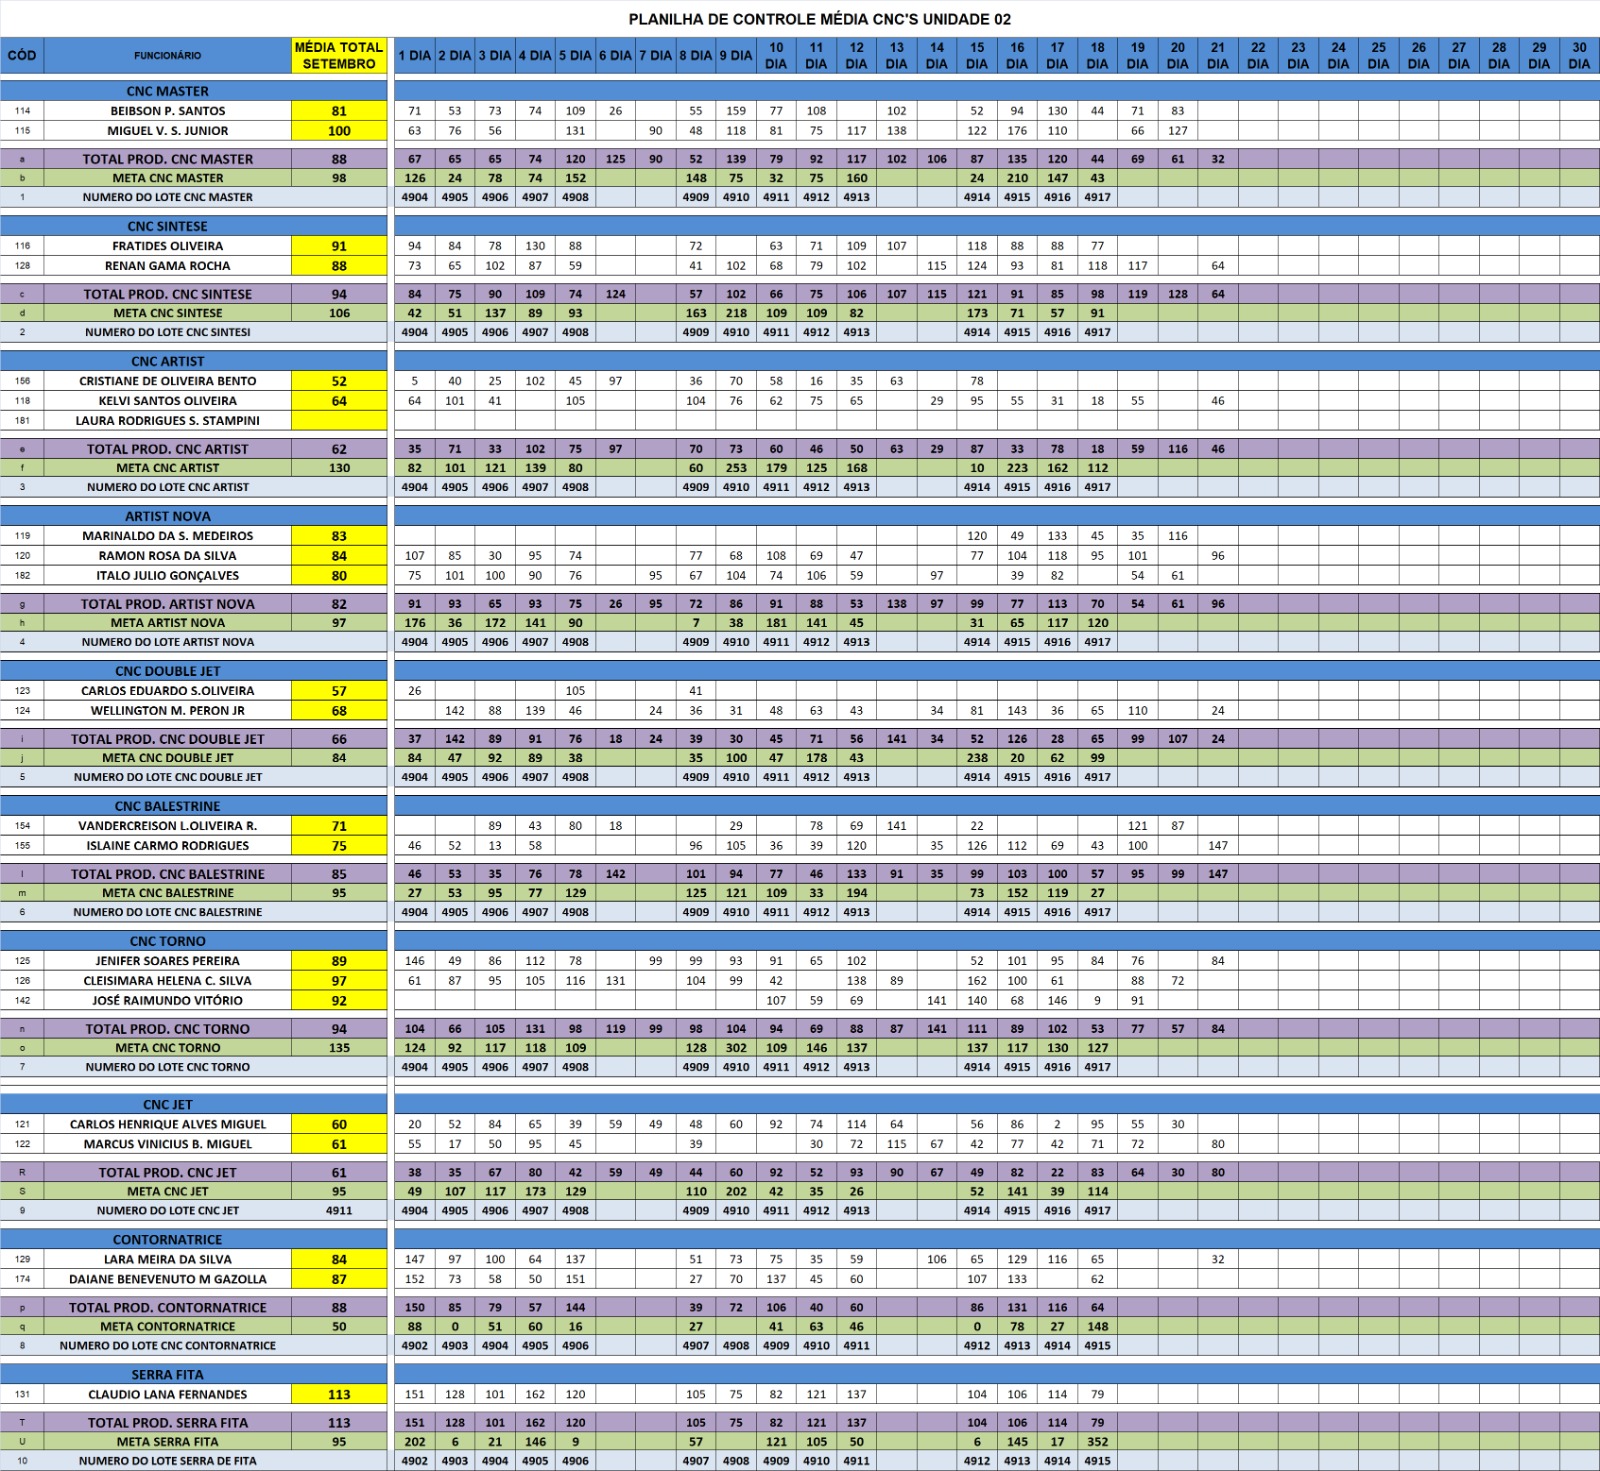 PLANILHA DE CONTROLE MÉDIA CNC'S UNIDADE 02
CÓD FUNCIONÁRIO MÉDIA TOTAL SETEMBRO 1 DIA 2 DIA 3 DIA 4 DIA 5 DIA 6 DIA 7 DIA 8 DIA 9 DIA 10 DIA 11 DIA 12 DIA 13 DIA 14 DIA 15 DIA 16 DIA 17 DIA 18 DIA 19 DIA 20 DIA 21 DIA 22 DIA 23 DIA 24 DIA 25 DIA 26 DIA 27 DIA 28 DIA 29 DIA 30 DIA
CNC MASTER
114 BEIBSON P. SANTOS 81 71 53 73 74 109 26 55 159 77 108 102 52 94 130 44 71 83
115 MIGUEL V. S. JUNIOR 100 63 76 56 131 90 48 118 81 75 117 138 122 176 110 66 127
a TOTAL PROD. CNC MASTER 88 67 65 65 74 120 125 90 52 139 79 92 117 102 106 87 135 120 44 69 61 32
b META CNC MASTER 98 126 24 78 74 152 148 75 32 75 160 24 210 147 43
1 NUMERO DO LOTE CNC MASTER 4904 4905 4906 4907 4908 4909 4910 4911 4912 4913 4914 4915 4916 4917
CNC SINTESE
116 FRATIDES OLIVEIRA 91 94 84 78 130 88 72 63 71 109 107 118 88 88 77
128 RENAN GAMA ROCHA 88 73 65 102 87 59 41 102 68 79 102 115 124 93 81 118 117 64
c TOTAL PROD. CNC SINTESE 94 84 75 90 109 74 124 57 102 66 75 106 107 115 121 91 85 98 119 128 64
d META CNC SINTESE 106 42 51 137 89 93 163 218 109 109 82 173 71 57 91
2 NUMERO DO LOTE CNC SINTESI 4904 4905 4906 4907 4908 4909 4910 4911 4912 4913 4914 4915 4916 4917
CNC ARTIST
156 CRISTIANE DE OLIVEIRA BENTO 52 5 40 25 102 45 97 36 70 58 16 35 63 78
118 KELVI SANTOS OLIVEIRA 64 64 101 41 105 104 76 62 75 65 29 95 55 31 18 55 46
181 LAURA RODRIGUES S. STAMPINI
e TOTAL PROD. CNC ARTIST 62 35 71 33 102 75 97 70 73 60 46 50 63 29 87 33 78 18 59 116 46
f META CNC ARTIST 130 82 101 121 139 80 60 253 179 125 168 10 223 162 112
3 NUMERO DO LOTE CNC ARTIST 4904 4905 4906 4907 4908 4909 4910 4911 4912 4913 4914 4915 4916 4917
ARTIST NOVA
119 MARINALDO DA S. MEDEIROS 83 120 49 133 45 35 116
120 RAMON ROSA DA SILVA 84 107 85 30 95 74 77 68 108 69 47 77 104 118 95 101 96
182 ITALO JULIO GONÇALVES 80 75 101 100 90 76 95 67 104 74 106 59 97 39 82 54 61
g TOTAL PROD. ARTIST NOVA 82 91 93 65 93 75 26 95 72 86 91 88 53 138 97 99 77 113 70 54 61 96
h META ARTIST NOVA 97 176 36 172 141 90 7 38 181 141 45 31 65 117 120
4 NUMERO DO LOTE ARTIST NOVA 4904 4905 4906 4907 4908 4909 4910 4911 4912 4913 4914 4915 4916 4917
CNC DOUBLE JET
123 CARLOS EDUARDO S.OLIVEIRA 57 26 105 41
124 WELLINGTON M. PERON JR 68 142 88 139 46 24 36 31 48 63 43 34 81 143 36 65 110 24
i TOTAL PROD. CNC DOUBLE JET 66 37 142 89 91 76 18 24 39 30 45 71 56 141 34 52 126 28 65 99 107 24
j META CNC DOUBLE JET 84 84 47 92 89 38 35 100 47 178 43 238 20 62 99
5 NUMERO DO LOTE CNC DOUBLE JET 4904 4905 4906 4907 4908 4909 4910 4911 4912 4913 4914 4915 4916 4917
CNC BALESTRINE
154 VANDERCREISON L.OLIVEIRA R. 71 89 43 80 18 29 78 69 141 22 121 87
155 ISLAINE CARMO RODRIGUES 75 46 52 13 58 96 105 36 39 120 35 126 112 69 43 100 147
l TOTAL PROD. CNC BALESTRINE 85 46 53 35 76 78 142 101 94 77 46 133 91 35 99 103 100 57 95 99 147
m META CNC BALESTRINE 95 27 53 95 77 129 125 121 109 33 194 73 152 119 27
6 NUMERO DO LOTE CNC BALESTRINE 4904 4905 4906 4907 4908 4909 4910 4911 4912 4913 4914 4915 4916 4917
CNC TORNO
125 JENIFER SOARES PEREIRA 89 146 49 86 112 78 99 99 93 91 65 102 52 101 95 84 76 84
126 CLEISIMARA HELENA C. SILVA 97 61 87 95 105 116 131 104 99 42 138 89 162 100 61 88 72
142 JOSÉ RAIMUNDO VITÓRIO 92 107 59 69 141 140 68 146 9 91
n TOTAL PROD. CNC TORNO 94 104 66 105 131 98 119 99 98 104 94 69 88 87 141 111 89 102 53 77 57 84
o META CNC TORNO 135 124 92 117 118 109 128 302 109 146 137 137 117 130 127
7 NUMERO DO LOTE CNC TORNO 4904 4905 4906 4907 4908 4909 4910 4911 4912 4913 4914 4915 4916 4917
CNC JET
121 CARLOS HENRIQUE ALVES MIGUEL 60 20 52 84 65 39 59 49 48 60 92 74 114 64 56 86 2 95 55 30
122 MARCUS VINICIUS B. MIGUEL 61 55 17 50 95 45 39 30 72 115 67 42 77 42 71 72 80
R TOTAL PROD. CNC JET 61 38 35 67 80 42 59 49 44 60 92 52 93 90 67 49 82 22 83 64 30 80
S META CNC JET 95 49 107 117 173 129 110 202 42 35 26 52 141 39 114
9 NUMERO DO LOTE CNC JET 4911 4904 4905 4906 4907 4908 4909 4910 4911 4912 4913 4914 4915 4916 4917
CONTORNATRICE
129 LARA MEIRA DA SILVA 84 147 97 100 64 137 51 73 75 35 59 106 65 129 116 65 32
174 DAIANE BENEVENUTO M GAZOLLA 87 152 73 58 50 151 27 70 137 45 60 107 133 62
p TOTAL PROD. CONTORNATRICE 88 150 85 79 57 144 39 72 106 40 60 86 131 116 64
q META CONTORNATRICE 50 88 0 51 60 16 27 41 63 46 0 78 27 148
8 NUMERO DO LOTE CNC CONTORNATRICE 4902 4903 4904 4905 4906 4907 4908 4909 4910 4911 4912 4913 4914 4915
SERRA FITA
131 CLAUDIO LANA FERNANDES 113 151 128 101 162 120 105 75 82 121 137 104 106 114 79
T TOTAL PROD. SERRA FITA 113 151 128 101 162 120 105 75 82 121 137 104 106 114 79
U META SERRA FITA 95 202 6 21 146 9 57 121 105 50 6 145 17 352
10 NUMERO DO LOTE SERRA DE FITA 4902 4903 4904 4905 4906 4907 4908 4909 4910 4911 4912 4913 4914 4915